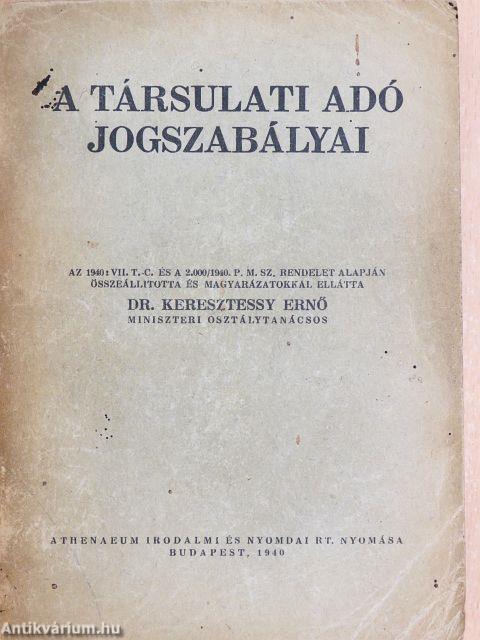 A TÁRSULATI ADÓ
JOGSZABÁLYAI
AZ 1940: VII. T.-C. ÉS A 2.000/1940. P. M. SZ. RENDELET ALAPJÁN
ÖSSZEÁLLITOTTA ÉS MAGYARÁZATOKKAL ELLÁTTA
DR. KERESZTESSY ERNŐ
MINISZTERI OSZTÁLYTANÁCSOS
ATHENAEUM IRODALMI ÉS NYOMDAI RT. NYOMÁSA
BUDAPEST, 1940
Antikvárium.hu